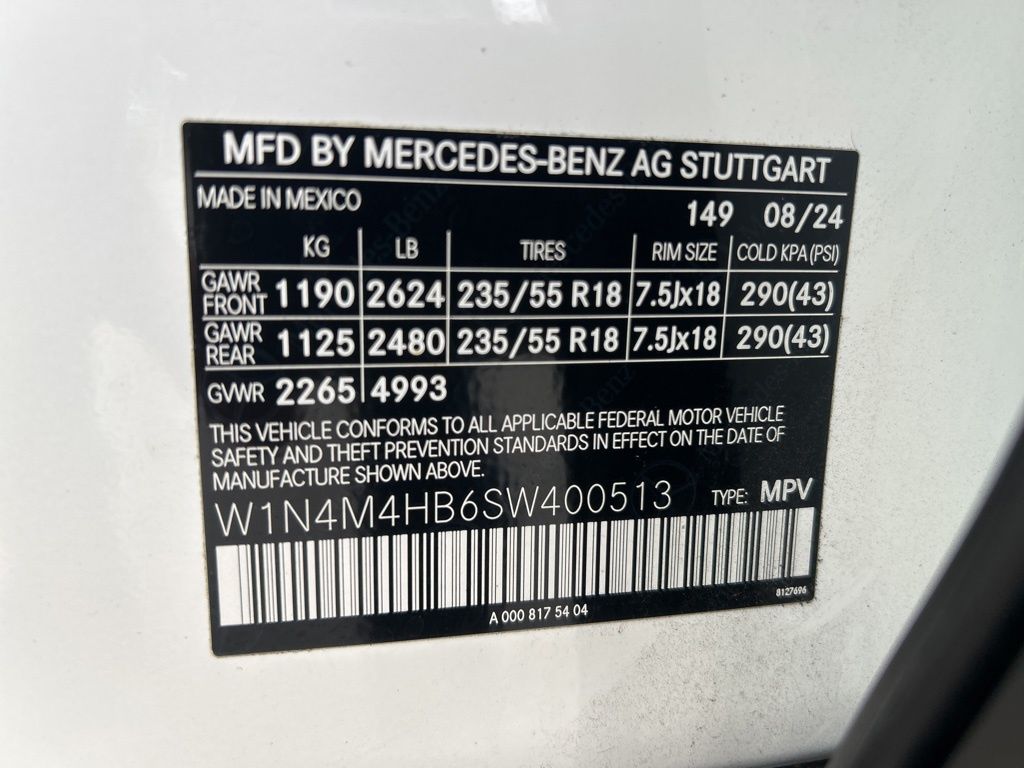 MFD BY MERCEDES-BENZ AG STUTTGART
MADE IN MEXICO 149 08/24
KG LB TIRES RIM SIZE COLD KPA (PSI)
GAWR FRONT 1190 2624 235/55 R18 7.5Jx18 290(43)
GAWR REAR 1125 2480 235/55 R18 7.5Jx18 290(43)
GVWR 2265 4993
THIS VEHICLE CONFORMS TO ALL APPLICABLE FEDERAL MOTOR VEHICLE
SAFETY AND THEFT PREVENTION STANDARDS IN EFFECT ON THE DATE OF
MANUFACTURE SHOWN ABOVE.
W1N4M4HB6SW400513 TYPE: MPV
A 000 817 54 04
8127696